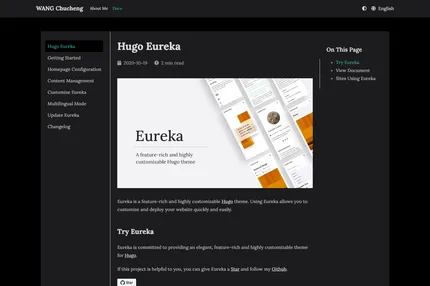 WANG Chucheng
About Me
Docs
English
Hugo Eureka
Getting Started
Homepage Configuration
Content Management
Customize Eureka
Multilingual Mode
Update Eureka
Changelog
Hugo Eureka
2020-10-19
2 min read
Eureka
A feature-rich and highly
customizable Hugo theme
Eureka is a feature-rich and highly customizable Hugo theme. Using Eureka allows you to
customize and deploy your website quickly and easily.
Try Eureka
Eureka is committed to providing an elegant, feature-rich and highly customizable theme
for Hugo.
If this project is helpful to you, you can give Eureka a Star and follow my Github.
Star
On This Page
Try Eureka
View Document
Sites Using Eureka